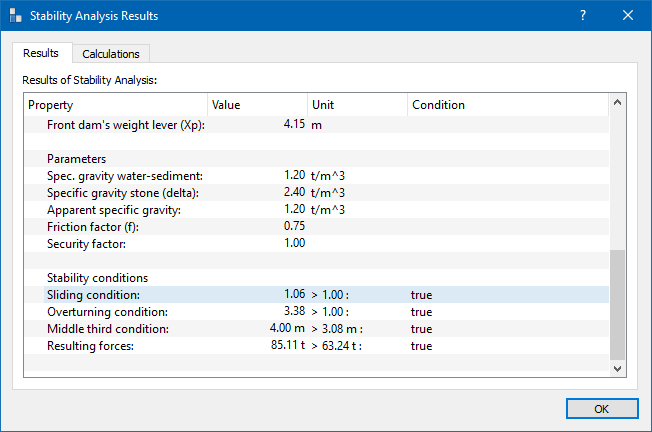 Stability Analysis Results
Results Calculations
Results of Stability Analysis:
Property Value Unit Condition
Front dam's weight lever (Xp): 4.15 m
Parameters
Spec. gravity water-sediment: 1.20 t/m^3
Specific gravity stone (delta): 2.40 t/m^3
Apparent specific gravity: 1.20 t/m^3
Friction factor (f): 0.75
Security factor: 1.00
Stability conditions
Sliding condition: 1.06 > 1.00 : true
Overturning condition: 3.38 > 1.00 : true
Middle third condition: 4.00 m > 3.08 m : true
Resulting forces: 85.11 t > 63.24 t : true
OK